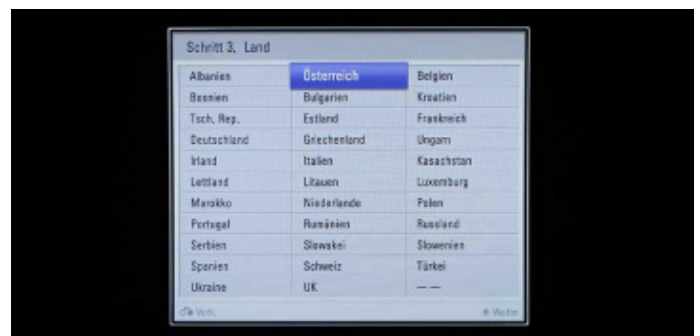 Schritt 3. Land
Albanien Österreich Belgien
Bosnien Bulgarien Kroatien
Tsch. Rep. Estland Frankreich
Deutschland Griechenland Ungarn
Irland Italien Kasachstan
Lettland Litauen Luxemburg
Marokko Niederlande Polen
Portugal Rumänien Russland
Serbien Slowakei Slowenien
Spanien Schweiz Türkei
Ukraine UK -- --
Vorh. Weiter